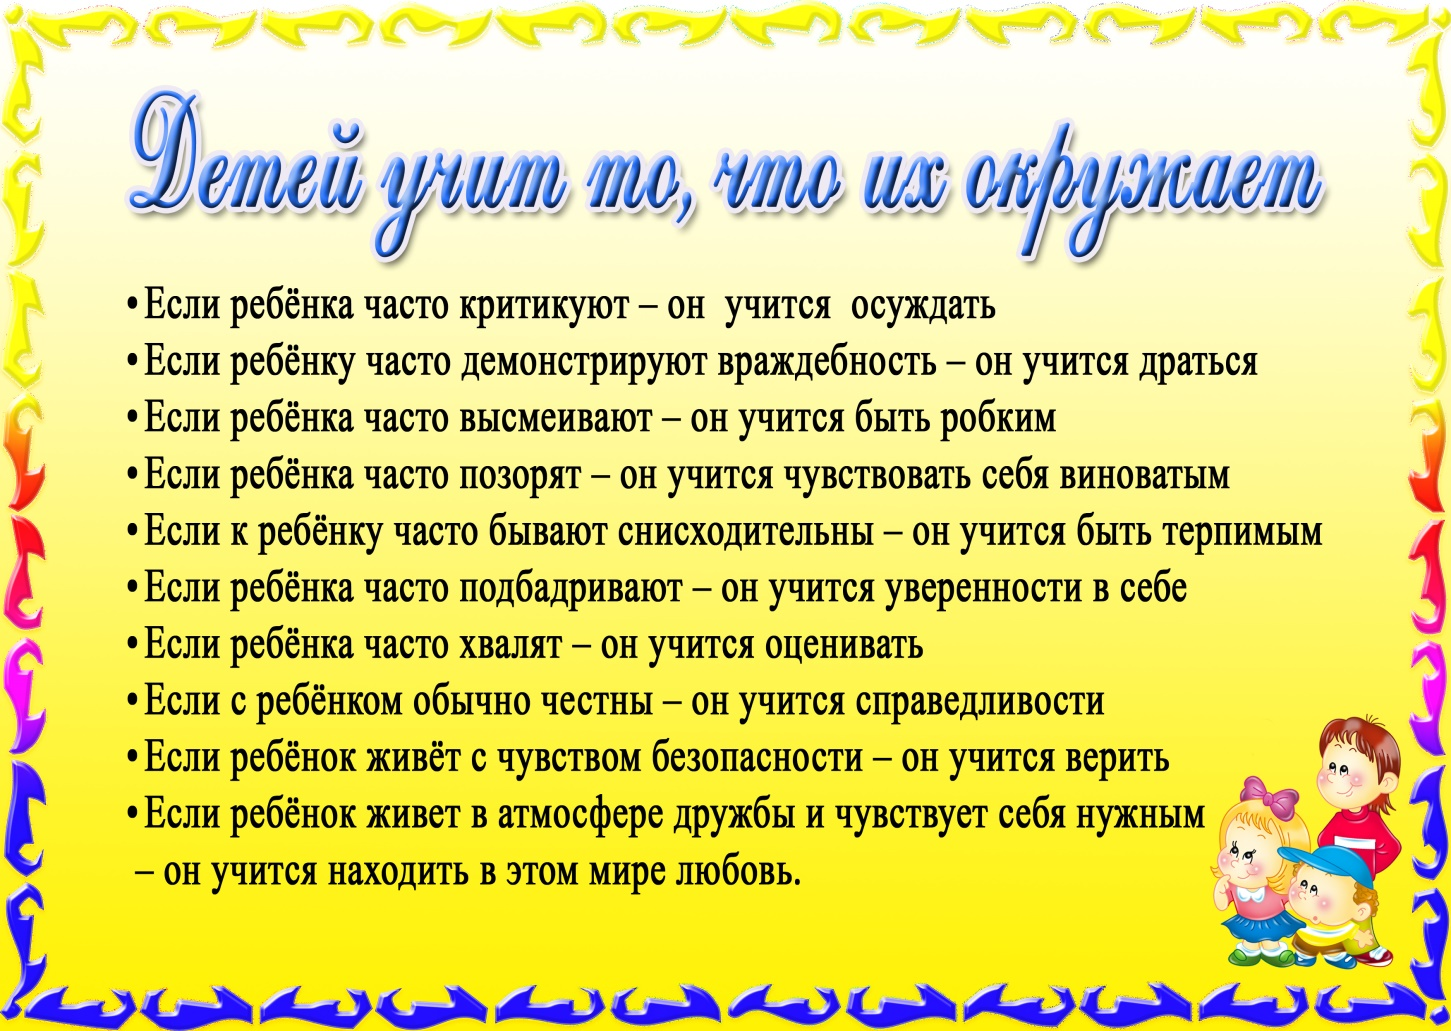 Детей учит то, что их окружает
•Если ребёнка часто критикуют – он  учится  осуждать
•Если ребёнку часто демонстрируют враждебность – он учится драться
•Если ребёнка часто высмеивают – он учится быть робким
•Если ребёнка часто позорят – он учится чувствовать себя виноватым
•Если к ребёнку часто бывают снисходительны – он учится быть терпимым
•Если ребёнка часто подбадривают – он учится уверенности в себе
•Если ребёнка часто хвалят – он учится оценивать
•Если с ребёнком обычно честны – он учится справедливости
•Если ребёнок живёт с чувством безопасности – он учится верить
•Если ребёнок живет в атмосфере дружбы и чувствует себя нужным
– он учится находить в этом мире любовь.